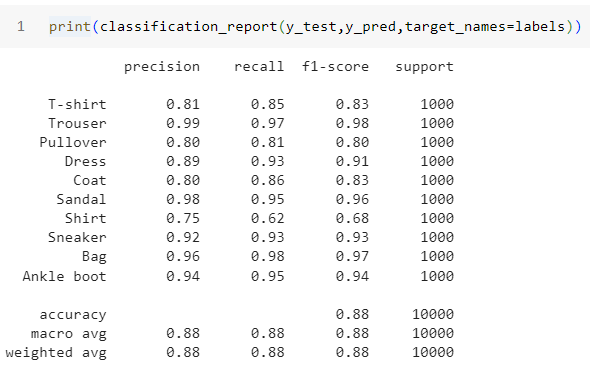 1 print(classification_report(y_test,y_pred,target_names=labels))
precision recall f1-score support
T-shirt 0.81 0.85 0.83 1000
Trouser 0.99 0.97 0.98 1000
Pullover 0.80 0.81 0.80 1000
Dress 0.89 0.93 0.91 1000
Coat 0.80 0.86 0.83 1000
Sandal 0.98 0.95 0.96 1000
Shirt 0.75 0.62 0.68 1000
Sneaker 0.92 0.93 0.93 1000
Bag 0.96 0.98 0.97 1000
Ankle boot 0.94 0.95 0.94 1000
accuracy 0.88 10000
macro avg 0.88 0.88 0.88 10000
weighted avg 0.88 0.88 0.88 10000